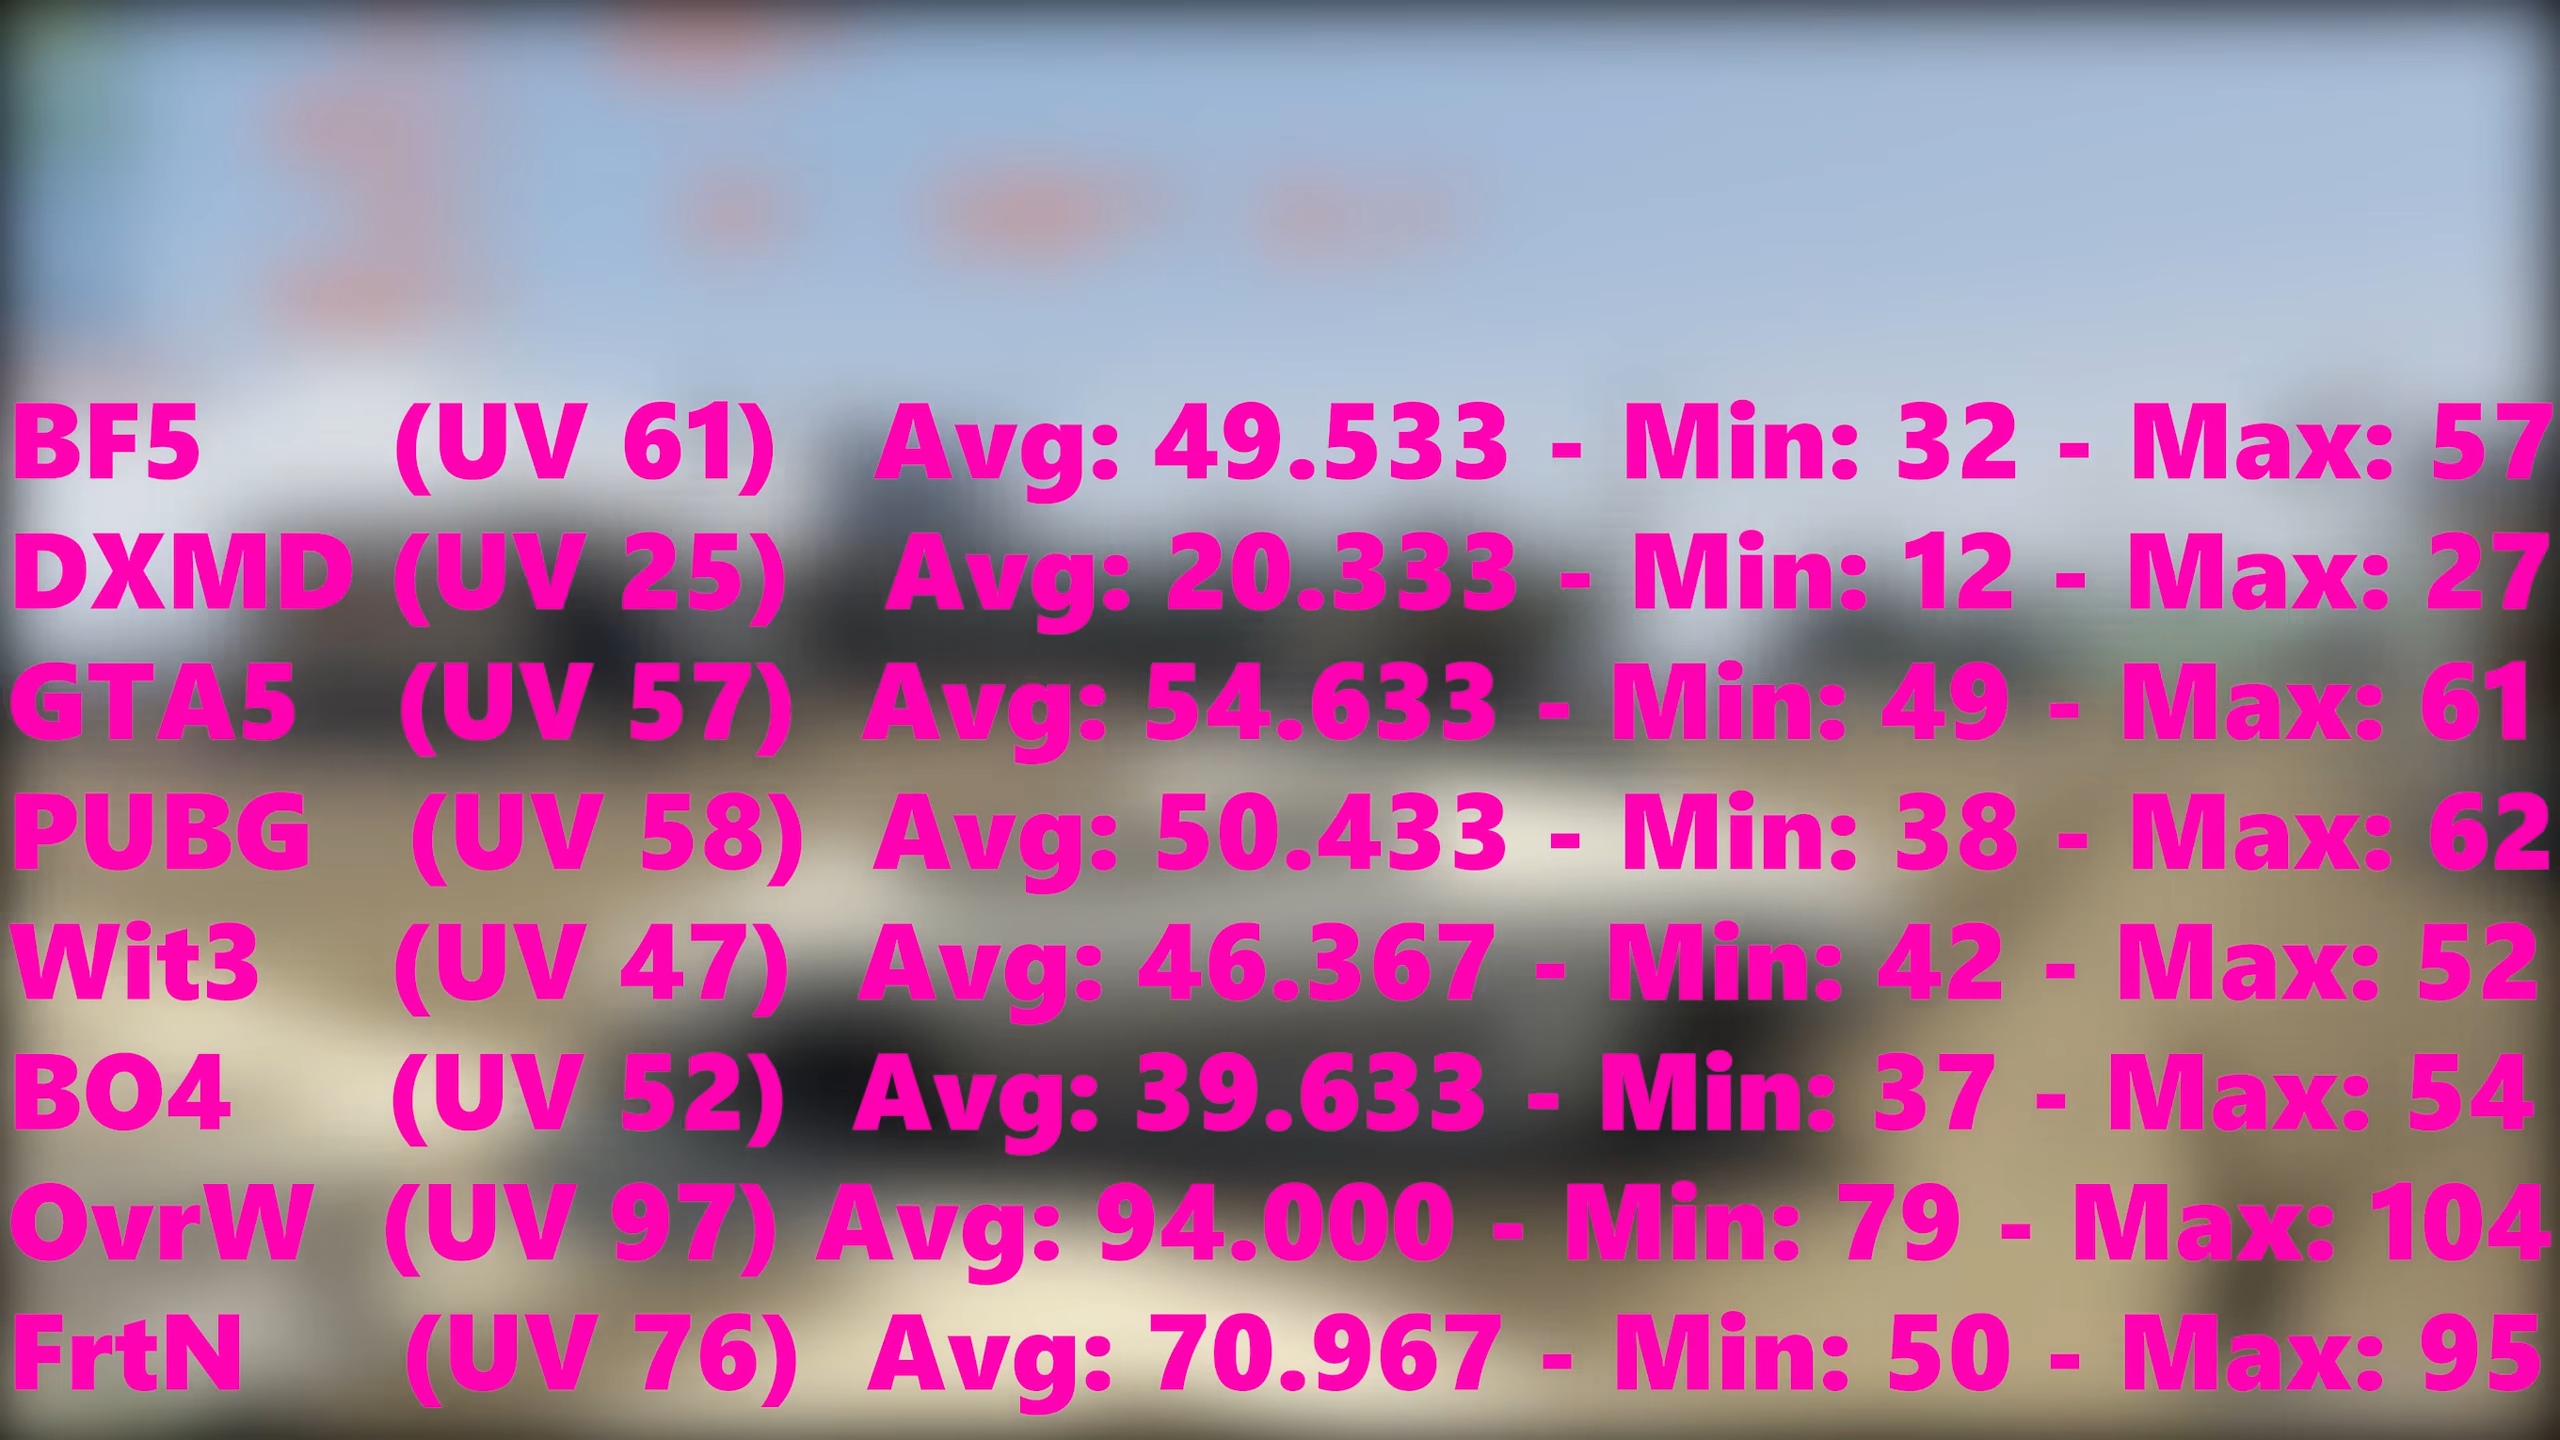 BF5 (UV 61) Avg: 49.533 - Min: 32 - Max: 57
DXMD (UV 25) Avg: 20.333 - Min: 12 - Max: 27
GTA5 (UV 57) Avg: 54.633 - Min: 49 - Max: 61
PUBG (UV 58) Avg: 50.433 - Min: 38 - Max: 62
Wit3 (UV 47) Avg: 46.367 - Min: 42 - Max: 52
BO4 (UV 52) Avg: 39.633 - Min: 37 - Max: 54
OvrW (UV 97) Avg: 94.000 - Min: 79 - Max: 104
FrtN (UV 76) Avg: 70.967 - Min: 50 - Max: 95